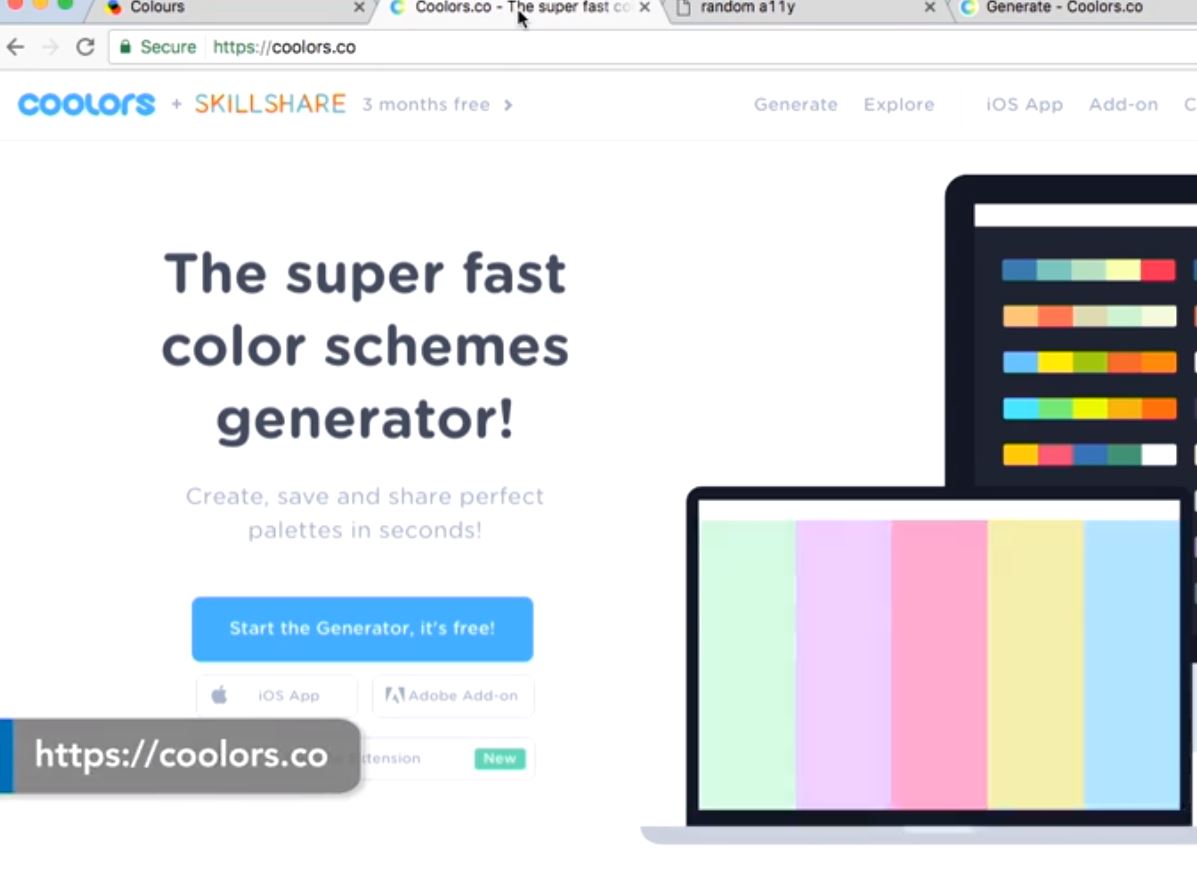 Colours
Coolors.co - The super fast co
random a11y
Generate - Coolors.co
Secure
https://coolors.co
coolors + SKILLSHARE 3 months free
Generate Explore iOS App Add-on C
The super fast
color schemes
generator!
Create, save and share perfect
palettes in seconds!
Start the Generator, it's free!
iOS App
Adobe Add-on
https://coolors.co
New